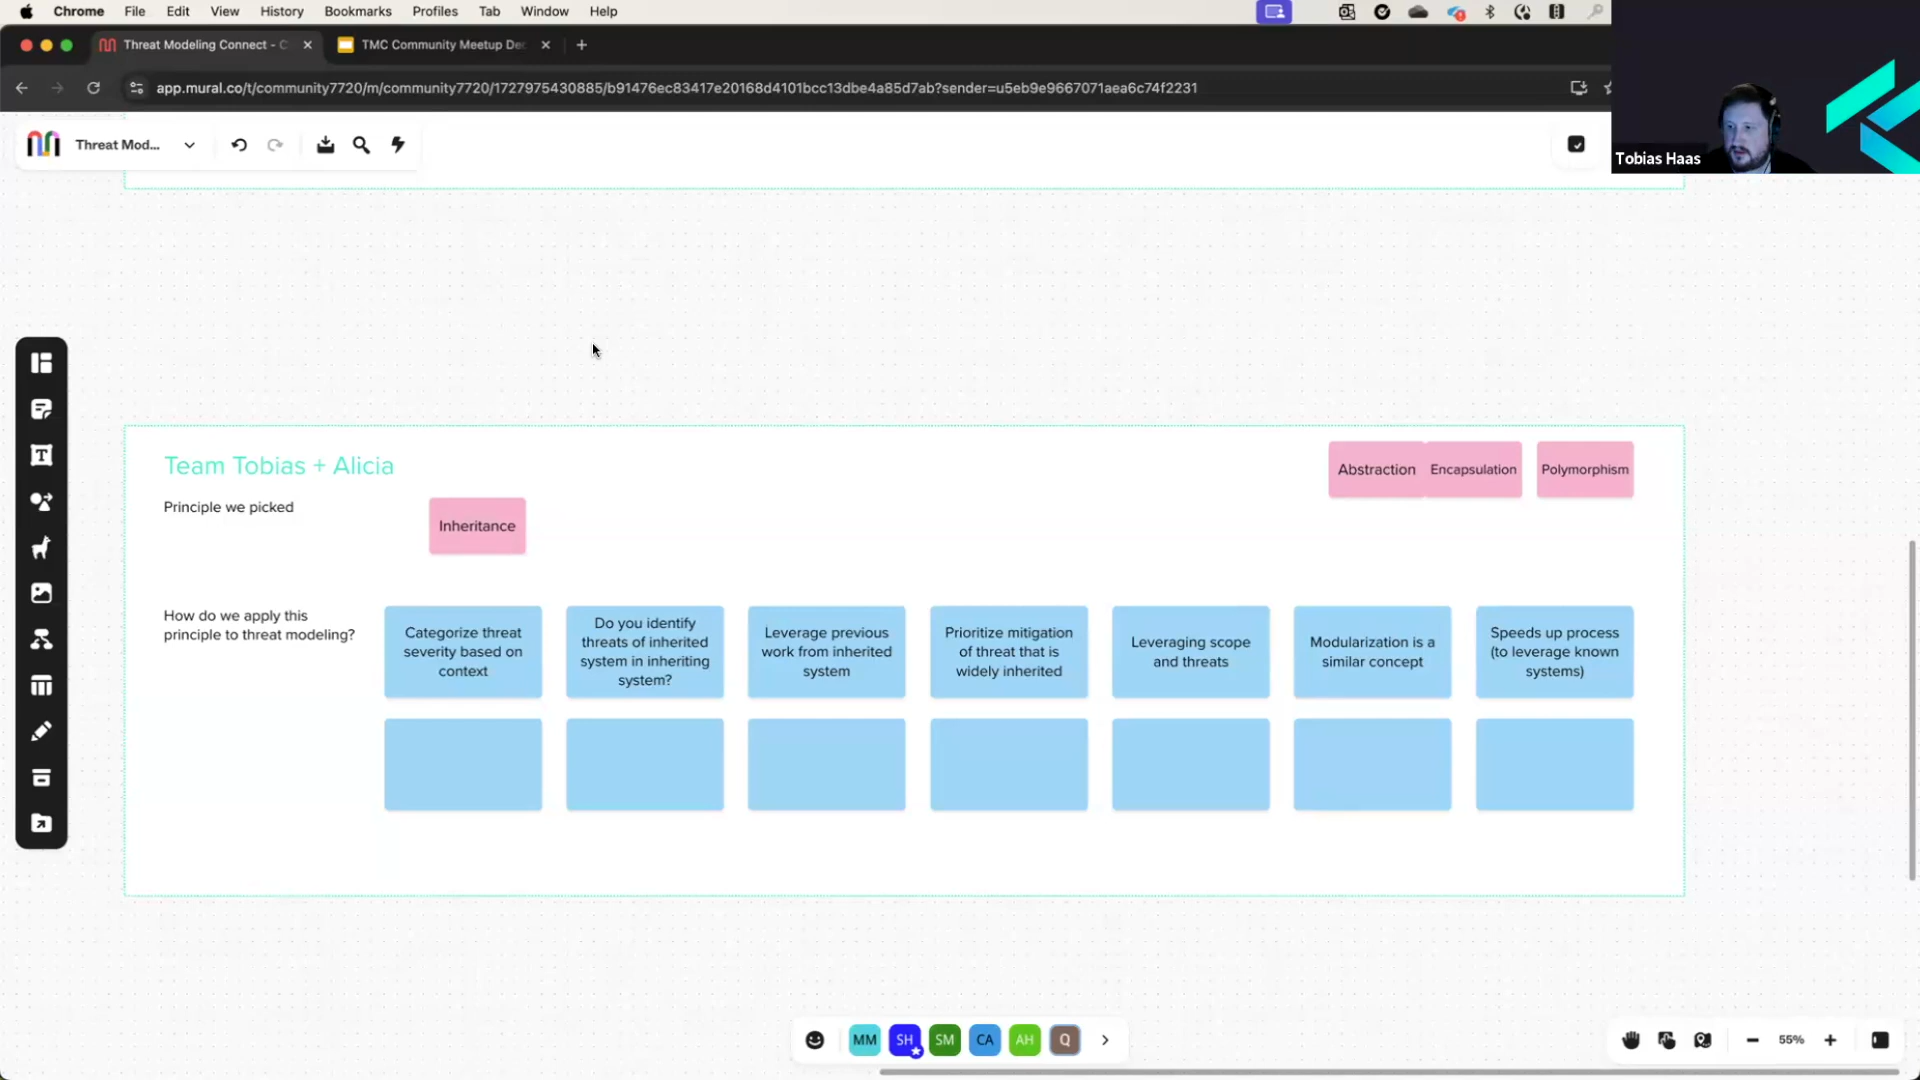 Chrome File Edit View History Bookmarks Profiles Tab Window Help
Threat Modeling Connect - C
TMC Community Meetup Dec
app.mural.co/t/community7720/m/community7720/1727975430885/b91476ec83417e20168d4101bcc13dbe4a85d7ab?sender=u5eb9e9667071aea6c74f2231
Threat Mod...
Tobias Haas
Team Tobias + Alicia
Abstraction
Encapsulation
Polymorphism
Principle we picked
Inheritance
How do we apply this
principle to threat modeling?
Categorize threat
severity based on
context
Do you identify
threats of inherited
system in inheriting
system?
Leverage previous
work from inherited
system
Prioritize mitigation
of threat that is
widely inherited
Leveraging scope
and threats
Modularization is a
similar concept
Speeds up process
(to leverage known
systems)
MM SH SM CA AH Q
55%